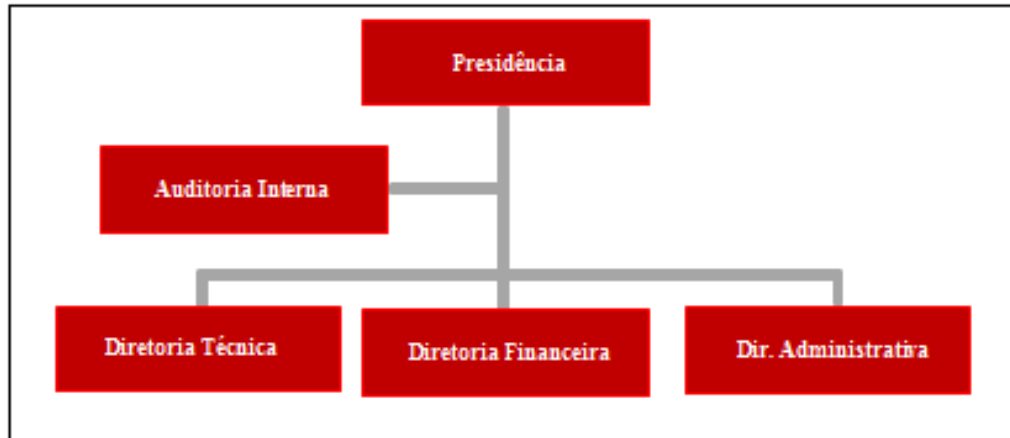 Presidência
Auditoria Interna
Diretoria Técnica
Diretoria Financeira
Dir. Administrativa